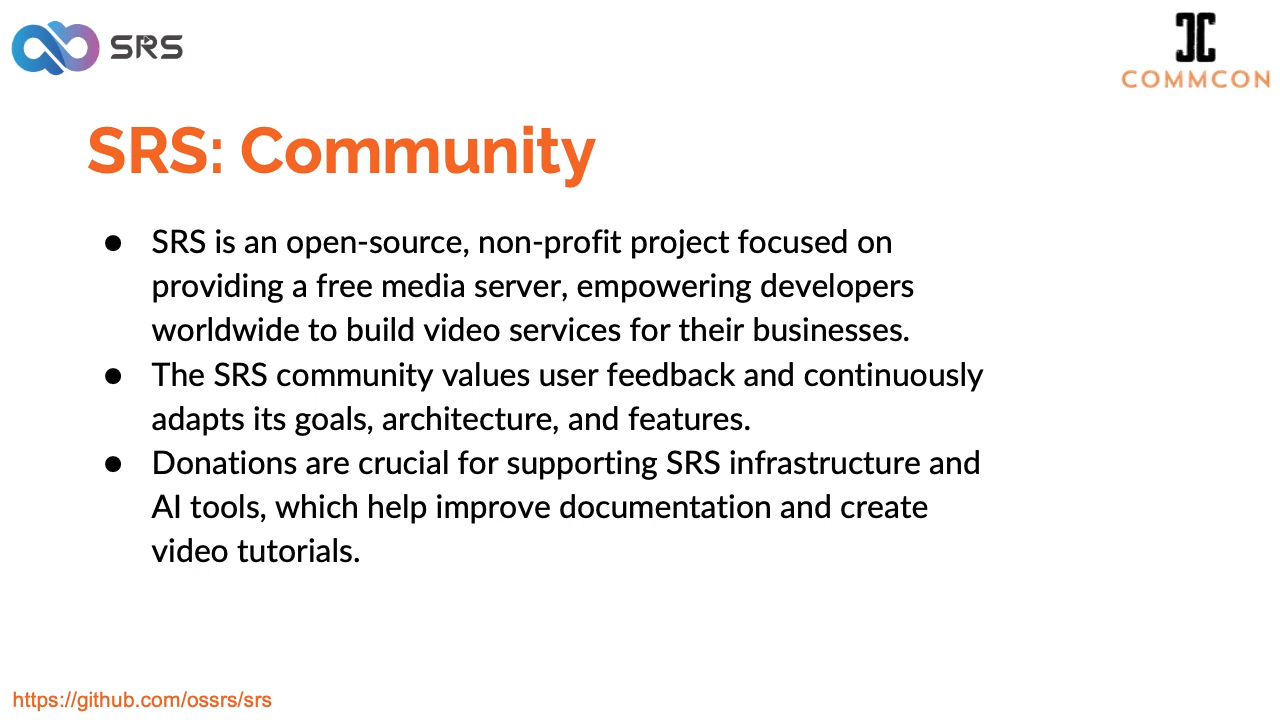 SRS
COMMCON
SRS: Community
● SRS is an open-source, non-profit project focused on
providing a free media server, empowering developers
worldwide to build video services for their businesses.
● The SRS community values user feedback and continuously
adapts its goals, architecture, and features.
● Donations are crucial for supporting SRS infrastructure and
AI tools, which help improve documentation and create
video tutorials.
https://github.com/ossrs/srs